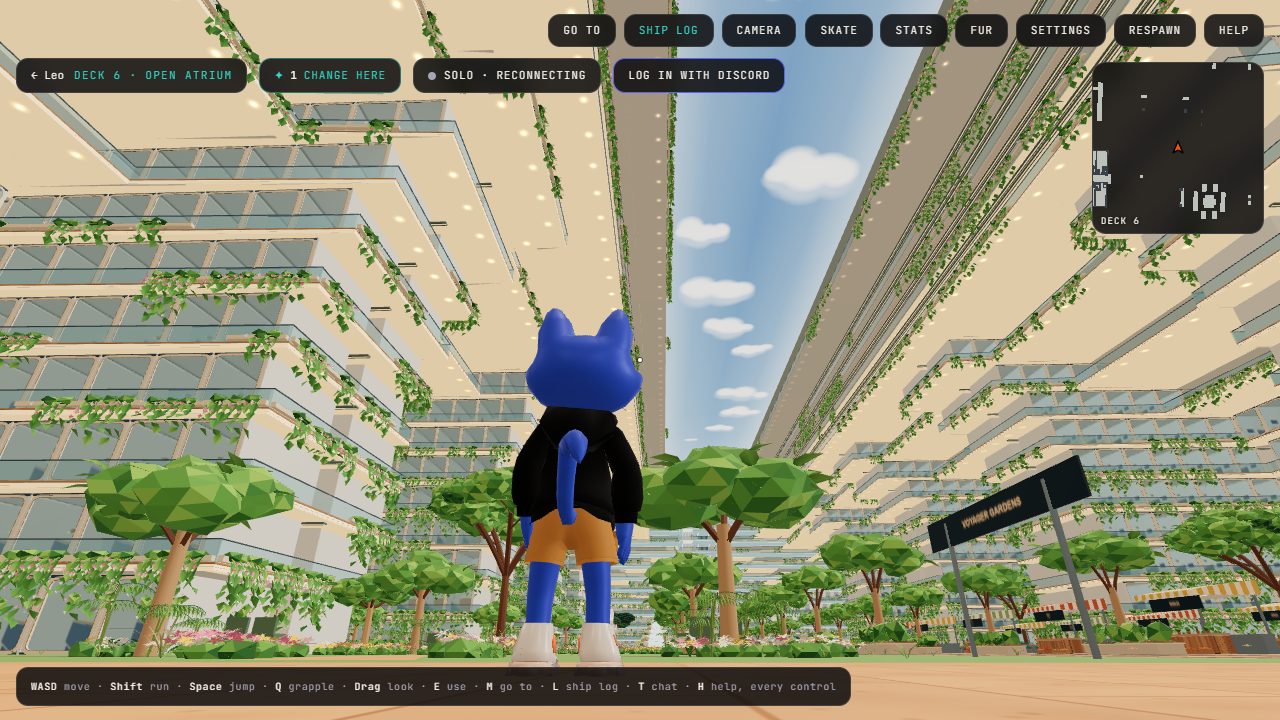 GO TO
SHIP LOG
CAMERA
SKATE
STATS
FUR
SETTINGS
RESPAWN
HELP
← Leo DECK 6 · OPEN ATRIUM
✦ 1 CHANGE HERE
SOLO · RECONNECTING
LOG IN WITH DISCORD
DECK 6
VOYAGER GARDENS
WASD move · Shift run · Space jump · Q grapple · Drag look · E use · M go to · L ship log · T chat · H help, every control